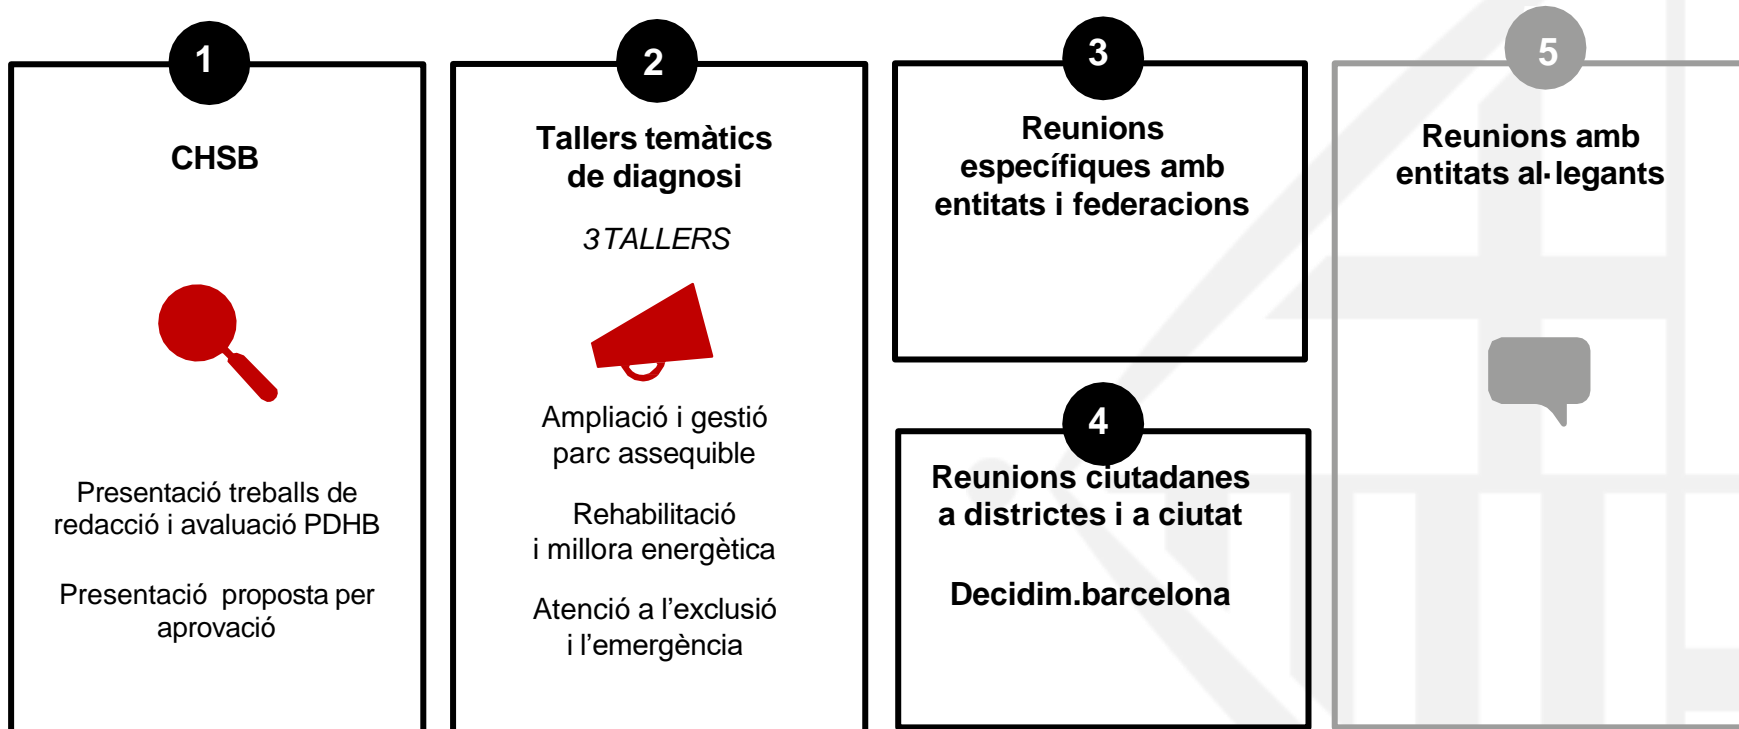 1
CHSB
Presentació treballs de
redacció i avaluació PDHB
Presentació proposta per
aprovació
2
Tallers temàtics
de diagnosi
3 TALLERS
Ampliació i gestió
parc assequible
Rehabilitació
i millora energètica
Atenció a l’exclusió
i l’emergència
3
Reunions
específiques amb
entitats i federacions
4
Reunions ciutadanes
a districtes i a ciutat
Decidim.barcelona
5
Reunions amb
entitats al·legants